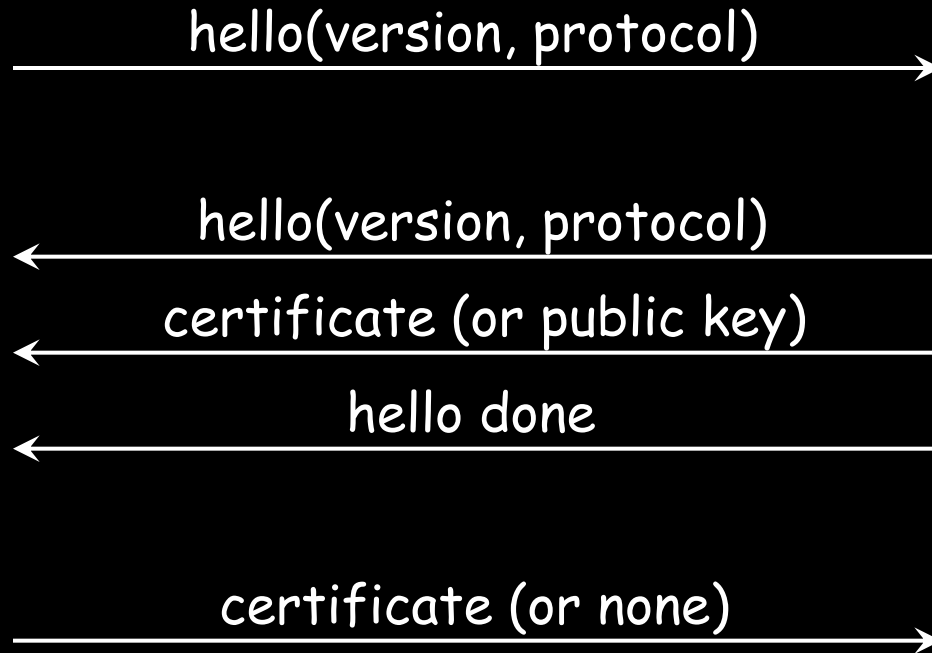 hello(version, protocol)
hello(version, protocol)
certificate (or public key)
hello done
certificate (or none)